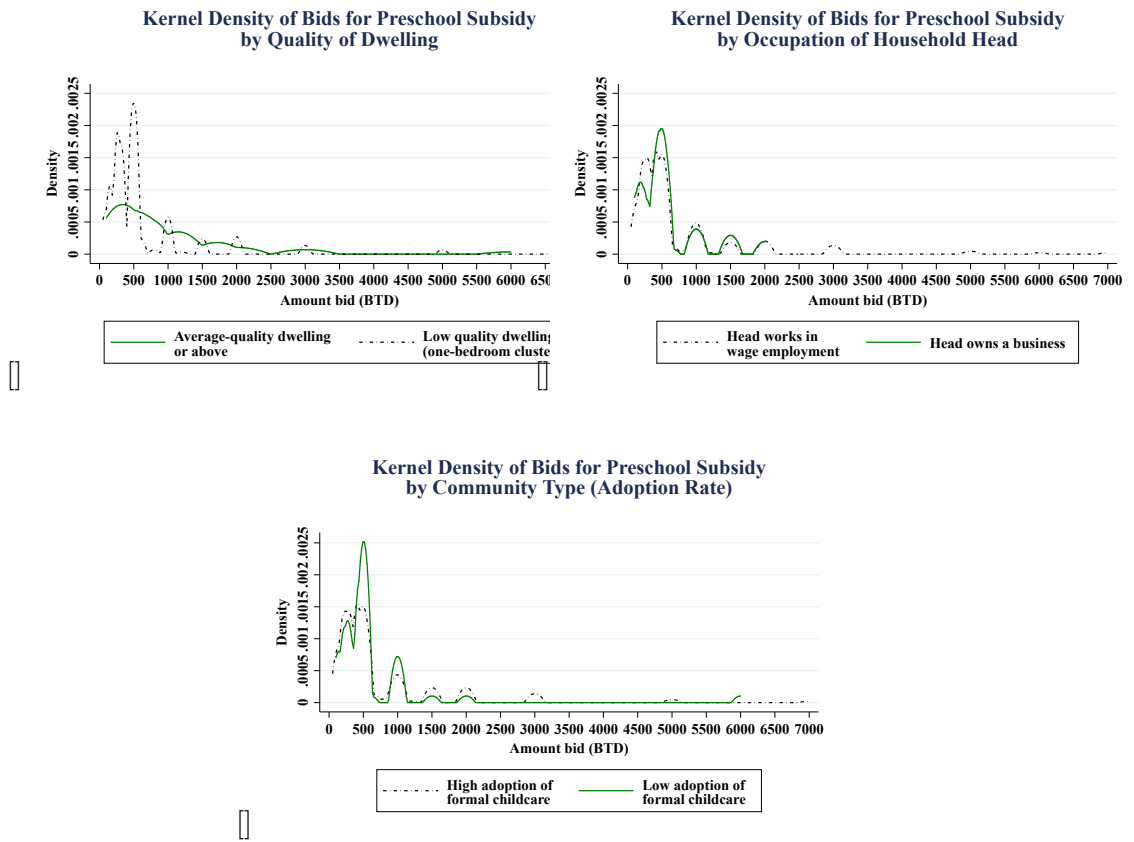 Kernel Density of Bids for Preschool Subsidy
by Quality of Dwelling
Density
0 .0005 .001 .0015 .002 .0025
0 500 1000 1500 2000 2500 3000 3500 4000 4500 5000 5500 6000 650
Amount bid (BTD)
Average-quality dwelling
or above
Low quality dwelling
(one-bedroom cluste
Kernel Density of Bids for Preschool Subsidy
by Occupation of Household Head
Density
0 .0005 .001 .0015 .002 .0025
0 500 1000 1500 2000 2500 3000 3500 4000 4500 5000 5500 6000 6500 7000
Amount bid (BTD)
Head works in
wage employment
Head owns a business
Kernel Density of Bids for Preschool Subsidy
by Community Type (Adoption Rate)
Density
0 .0005 .001 .0015 .002 .0025
0 500 1000 1500 2000 2500 3000 3500 4000 4500 5000 5500 6000 6500 7000
Amount bid (BTD)
High adoption of
formal childcare
Low adoption of
formal childcare